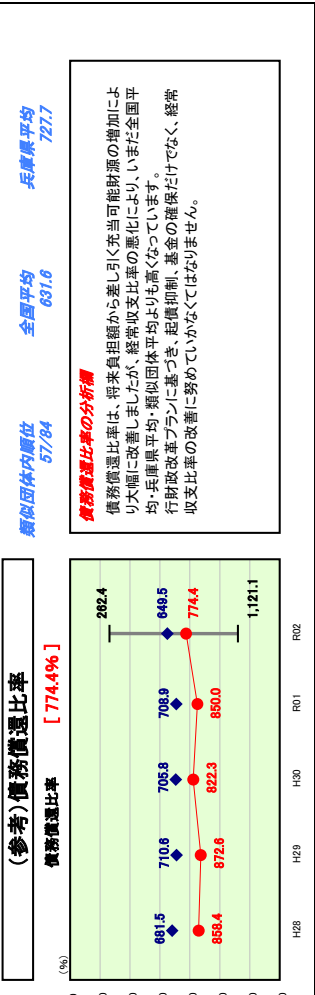 (参考)債務償還比率
債務償還比率 [ 774.4% ]
類似団体内順位
57/84
全国平均
631.6
兵庫県平均
727.7
(%)
262.4
681.5
710.6
705.8
708.9
649.5
858.4
872.6
822.3
850.0
774.4
1,121.1
H28
H29
H30
R01
R02
債務償還比率の分析欄
債務償還比率は、将来負担額から差し引く充当可能財源の増加によ
り大幅に改善しましたが、経常収支比率の悪化により、いまだ全国平
均・兵庫県平均・類似団体平均よりも高くなっています。
行財政改革プランに基づき、起債抑制、基金の確保だけでなく、経常
収支比率の改善に努めていかなくてはなりません。